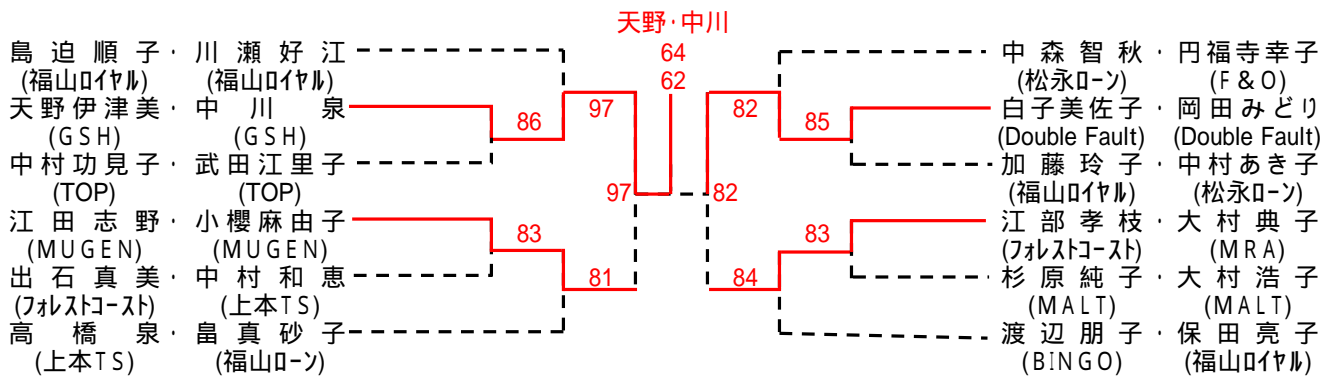 天野・中川
64
62
島迫順子・川瀬好江
(福山ロイヤル) (福山ロイヤル)
天野伊津美・中川泉
(GSH) (GSH)
中村功見子・武田江里子
(TOP) (TOP)
江田志野・小櫻麻由子
(MUGEN) (MUGEN)
出石真美・中村和恵
(フォレストコースト) (上本TS)
高橋泉・畠真砂子
(上本TS) (福山ローン)
86
97
83
81
97
82
85
82
83
84
中森智秋・円福寺幸子
(松永ローン) (F&O)
白子美佐子・岡田みどり
(Double Fault) (Double Fault)
加藤玲子・中村あき子
(福山ロイヤル) (松永ローン)
江部孝枝・大村典子
(フォレストコースト) (MRA)
杉原純子・大村浩子
(MALT) (MALT)
渡辺朋子・保田亮子
(BINGO) (福山ロイヤル)